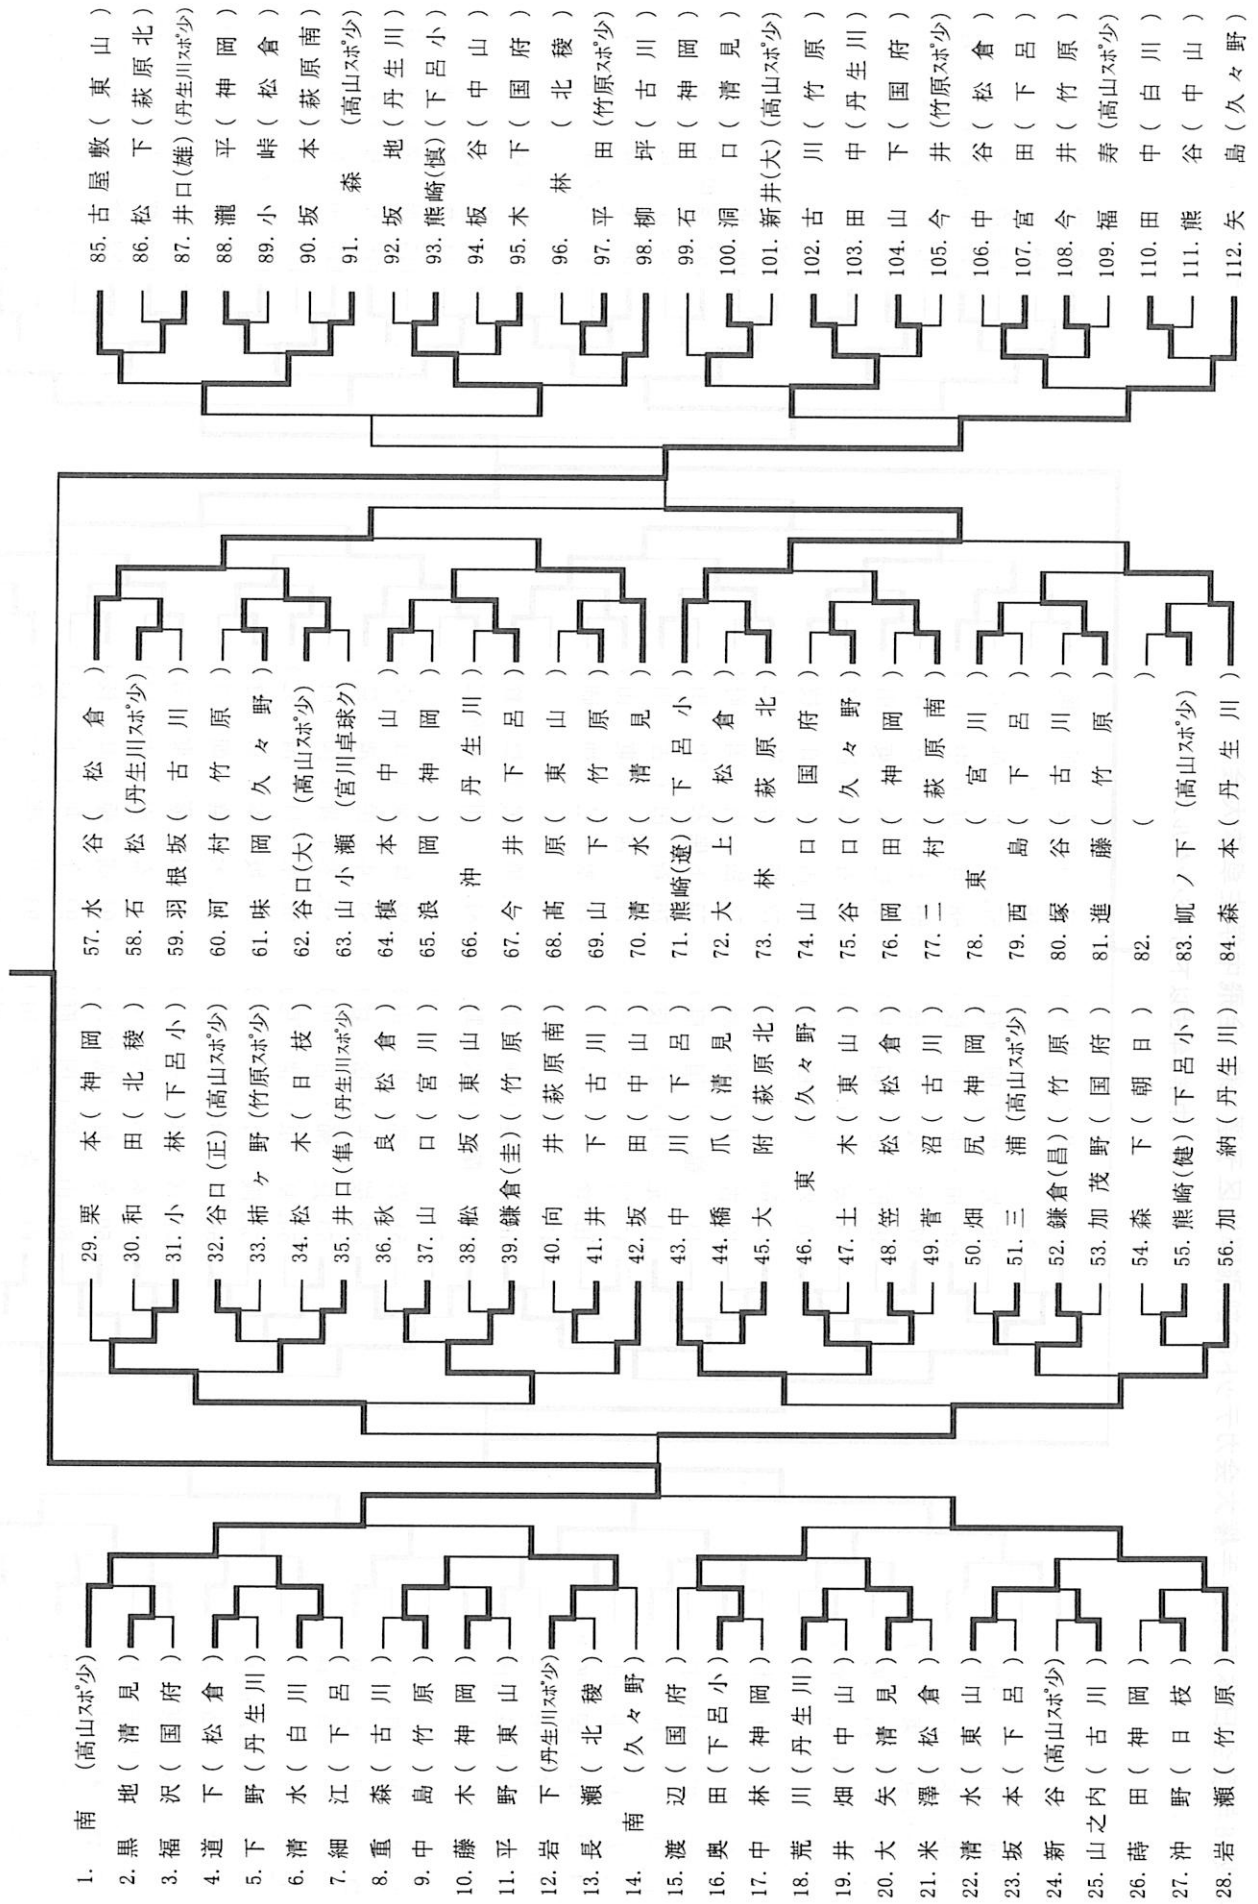 1. 南 (高山スポ少)
2. 黒地 (清見)
3. 福沢 (国府)
4. 道下 (松倉)
5. 下野 (丹生川)
6. 清水 (白川)
7. 細江 (下呂)
8. 重森 (古川)
9. 中島 (竹原)
10. 藤木 (神岡)
11. 平野 (東山)
12. 岩下 (丹生川スポ少)
13. 長瀬 (北稜)
14. 南 (久々野)
15. 渡辺 (国府)
16. 奥田 (下呂小)
17. 中林 (神岡)
18. 荒川 (丹生川)
19. 井畑 (中山)
20. 大矢 (清見)
21. 米澤 (松倉)
22. 清水 (東山)
23. 坂本 (下呂)
24. 新谷 (高山スポ少)
25. 山之内 (古川)
26. 蒔田 (神岡)
27. 沖野 (日枝)
28. 岩瀬 (竹原)
29. 栗本 (神岡)
30. 和田 (北稜)
31. 小林 (下呂小)
32. 谷口(正) (高山スポ少)
33. 柿ヶ野 (竹原スポ少)
34. 松木 (日枝)
35. 井口(隼) (丹生川スポ少)
36. 秋良 (松倉)
37. 山口 (宮川)
38. 舩坂 (東山)
39. 鎌倉(圭) (竹原)
40. 向井 (萩原南)
41. 井下 (古川)
42. 坂田 (中山)
43. 中川 (下呂)
44. 橋爪 (清見)
45. 大附 (萩原北)
46. 東 (久々野)
47. 土木 (東山)
48. 笠松 (松倉)
49. 菅沼 (古川)
50. 畑尻 (神岡)
51. 三浦 (高山スポ少)
52. 鎌倉(昌) (竹原)
53. 加茂野 (国府)
54. 森下 (朝日)
55. 熊崎(健) (下呂小)
56. 加納 (丹生川)
57. 水谷 (松倉)
58. 石松 (丹生川スポ少)
59. 羽根坂 (古川)
60. 河村 (竹原)
61. 味岡 (久々野)
62. 谷口(大) (高山スポ少)
63. 山小瀬 (宮川卓球ク)
64. 槙本 (中山)
65. 浪岡 (神岡)
66. 沖 (丹生川)
67. 今井 (下呂)
68. 髙原 (東山)
69. 山下 (竹原)
70. 清水 (清見)
71. 熊崎(遼) (下呂小)
72. 大上 (松倉)
73. 林 (萩原北)
74. 山口 (国府)
75. 谷口 (久々野)
76. 岡田 (神岡)
77. 二村 (萩原南)
78. 東 (宮川)
79. 西島 (下呂)
80. 塚谷 (古川)
81. 進藤 (竹原)
82. ( )
83. 屼ノ下 (高山スポ少)
84. 森本 (丹生川)
85. 古屋敷 (東山)
86. 松下 (萩原北)
87. 井口(雄) (丹生川スポ少)
88. 瀧平 (神岡)
89. 小峠 (松倉)
90. 坂本 (萩原南)
91. 森 (高山スポ少)
92. 坂地 (丹生川)
93. 熊崎(慎) (下呂小)
94. 板谷 (中山)
95. 木下 (国府)
96. 林 (北稜)
97. 平田 (竹原スポ少)
98. 柳坪 (古川)
99. 石田 (神岡)
100. 洞口 (清見)
101. 新井(大) (高山スポ少)
102. 古川 (竹原)
103. 田中 (丹生川)
104. 山下 (国府)
105. 今井 (竹原スポ少)
106. 中谷 (松倉)
107. 宮田 (下呂)
108. 今井 (竹原)
109. 福寿 (高山スポ少)
110. 田中 (白川)
111. 熊谷 (中山)
112. 矢島 (久々野)